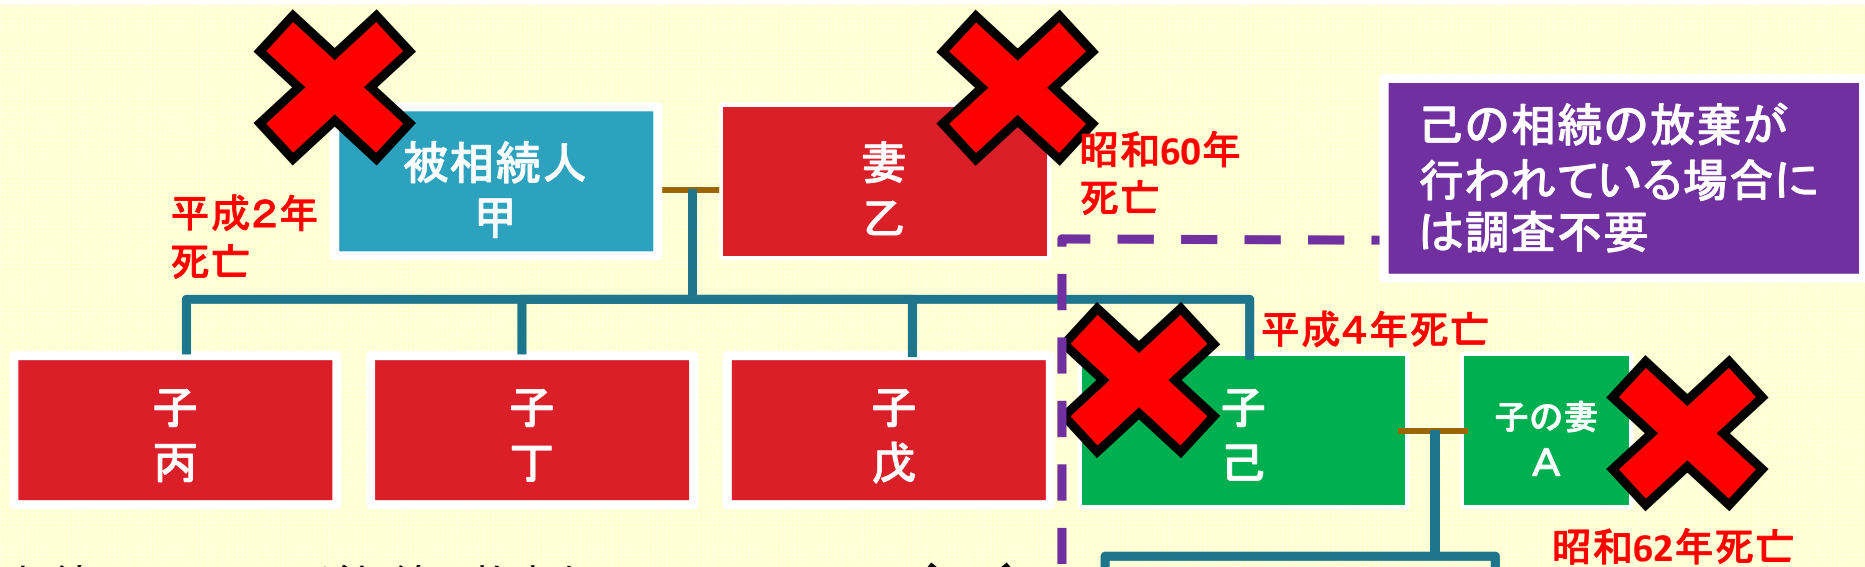 被相続人
甲
妻
乙
昭和60年
死亡
平成2年
死亡
己の相続の放棄が
行われている場合に
は調査不要
平成4年死亡
子
丙
子
丁
子
戊
子
己
子の妻
A
昭和62年死亡